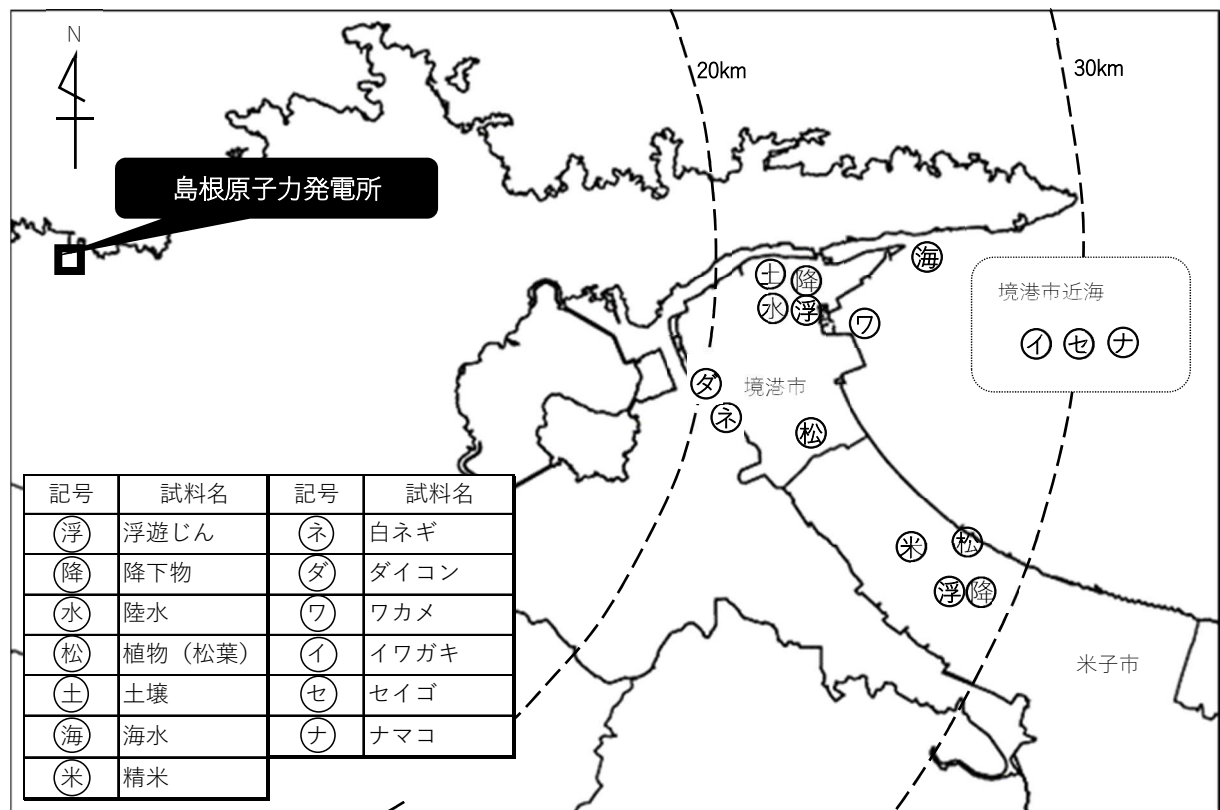 N
20km
30km
島根原子力発電所
海
土 降
境港市近海
水 浮 ワ
イ セ ナ
ダ 境港市
ネ
松
米 松
浮 降
米子市
記号 試料名 記号 試料名
浮 浮遊じん ネ 白ネギ
降 降下物 ダ ダイコン
水 陸水 ワ ワカメ
松 植物（松葉） イ イワガキ
土 土壌 セ セイゴ
海 海水 ナ ナマコ
米 精米